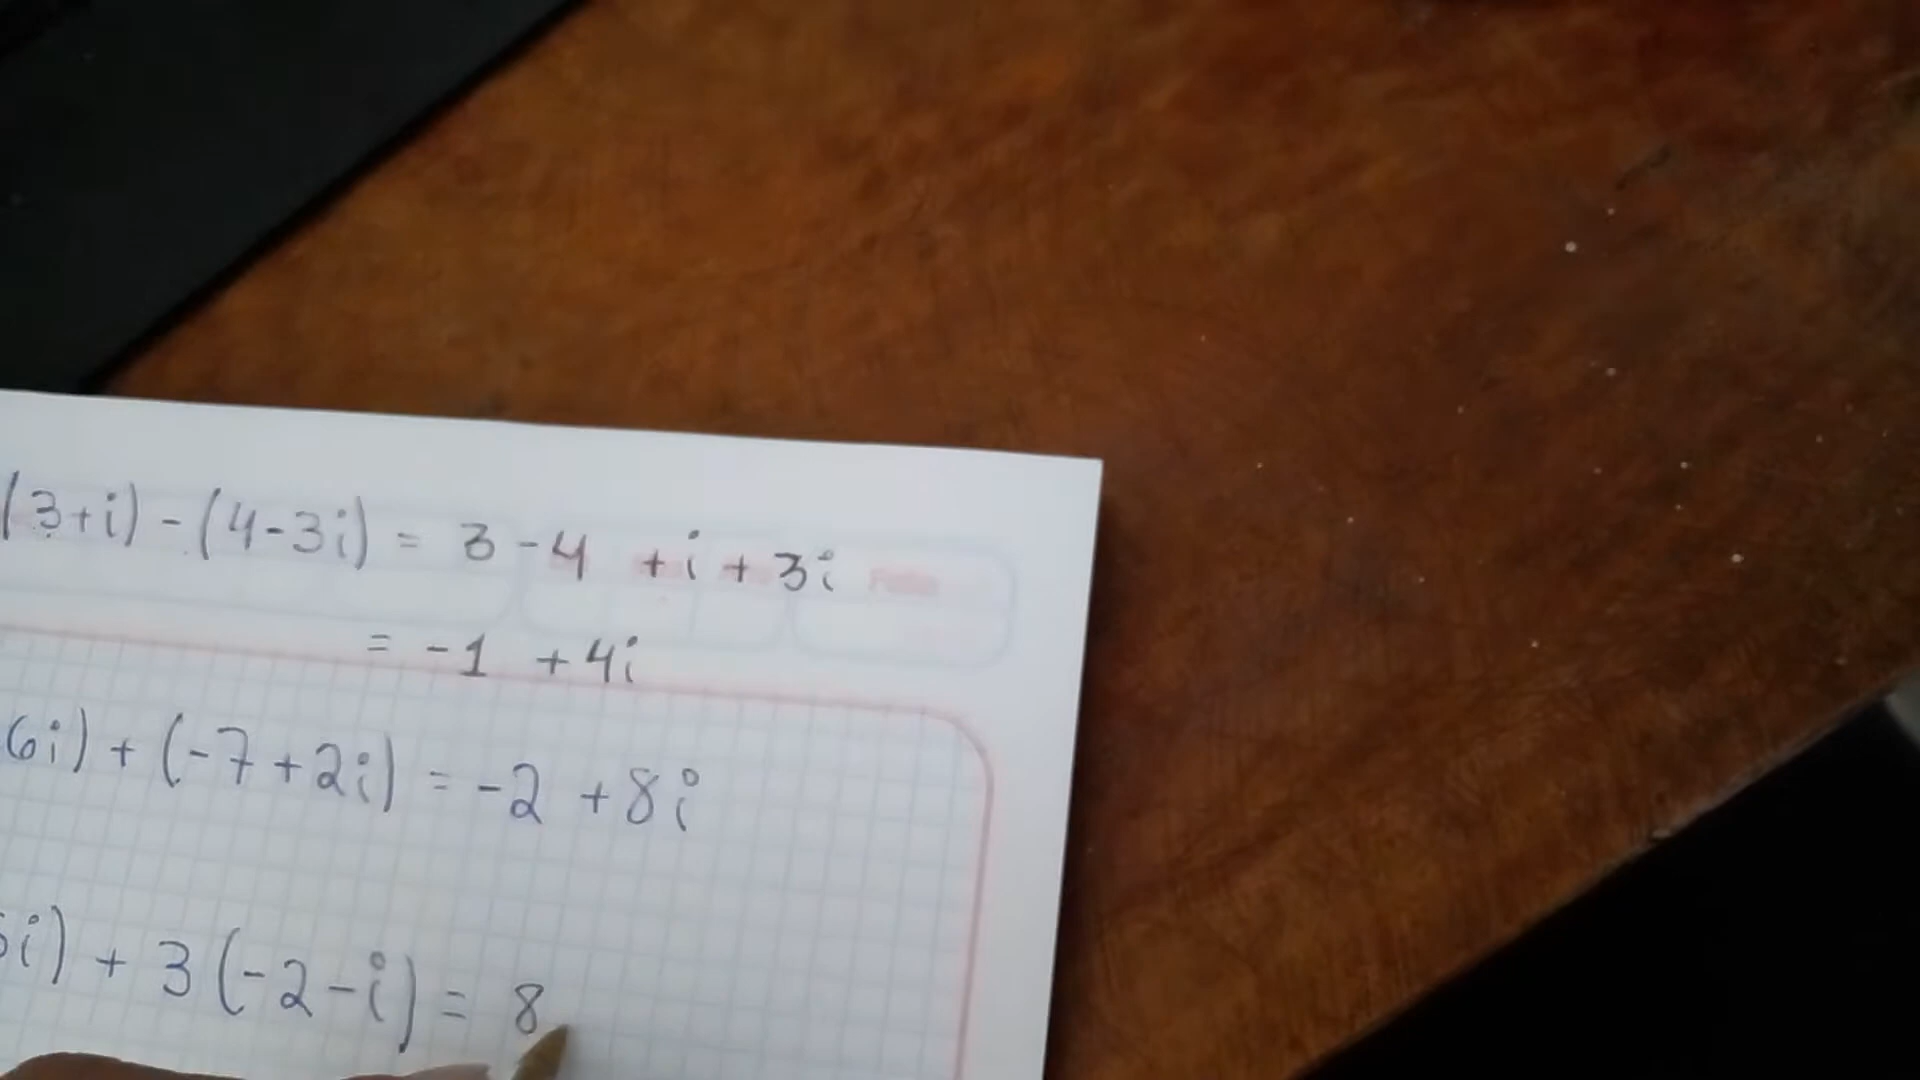 (3+i) - (4-3i) = 3 - 4 + i + 3i
= -1 + 4i
6i) + (-7+2i) = -2 + 8i
i) + 3(-2-i) = 8